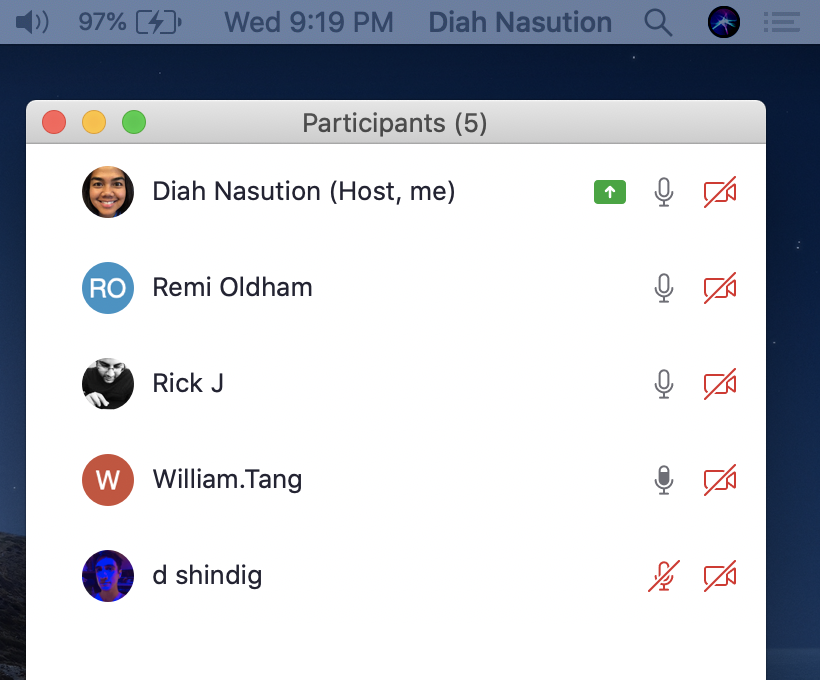 97% Wed 9:19 PM Diah Nasution
Participants (5)
Diah Nasution (Host, me)
RO Remi Oldham
Rick J
W William.Tang
d shindig